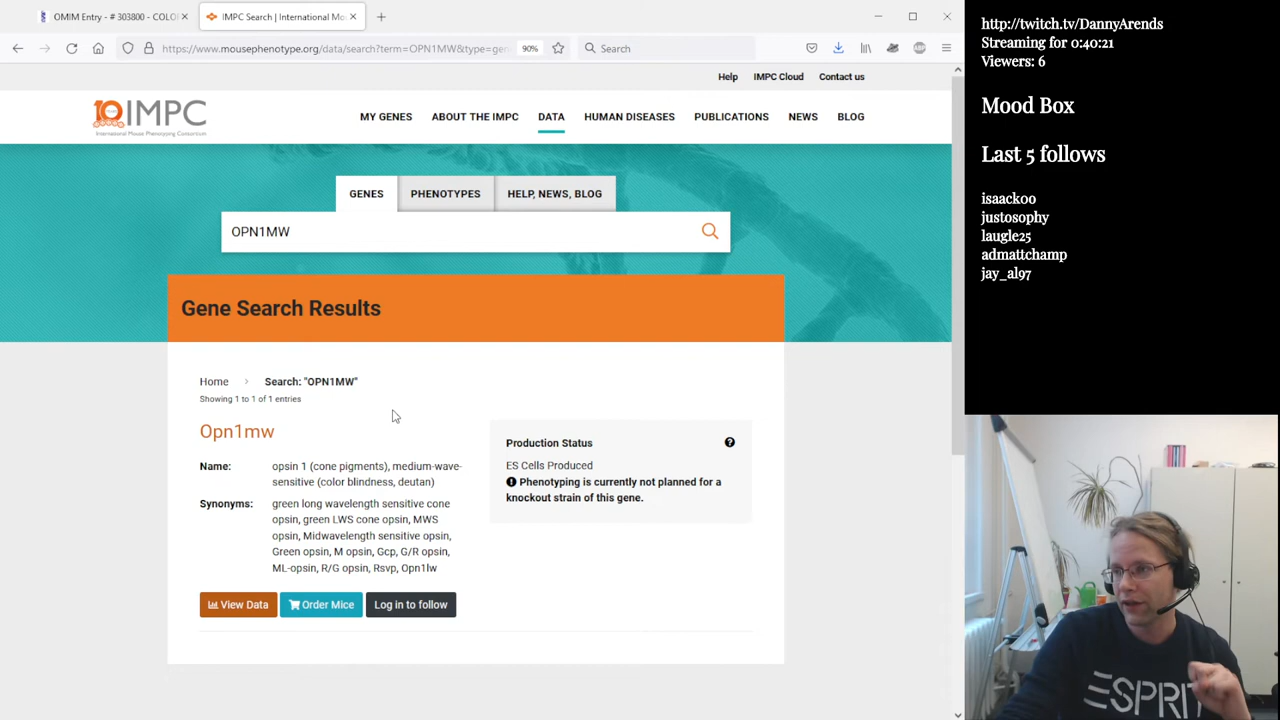 OMIM Entry - # 303800 - COLOR
IMPC Search | International Mo
https://www.mousephenotype.org/data/search?term=OPN1MW&type=gen
90%
Search
http://twitch.tv/DannyArends
Streaming for 0:40:21
Viewers: 6
Mood Box
Last 5 follows
isaackoo
justosophy
laugle25
admattchamp
jay_al97
Help
IMPC Cloud
Contact us
IMPC
International Mouse Phenotyping Consortium
MY GENES
ABOUT THE IMPC
DATA
HUMAN DISEASES
PUBLICATIONS
NEWS
BLOG
GENES
PHENOTYPES
HELP, NEWS, BLOG
OPN1MW
Gene Search Results
Home > Search: "OPN1MW"
Showing 1 to 1 of 1 entries
Opn1mw
Name: opsin 1 (cone pigments), medium-wave-
sensitive (color blindness, deutan)
Synonyms: green long wavelength sensitive cone
opsin, green LWS cone opsin, MWS
opsin, Midwavelength sensitive opsin,
Green opsin, M opsin, Gcp, G/R opsin,
ML-opsin, R/G opsin, Rsvp, Opn1lw
Production Status
ES Cells Produced
Phenotyping is currently not planned for a
knockout strain of this gene.
View Data
Order Mice
Log in to follow
ESPRIT